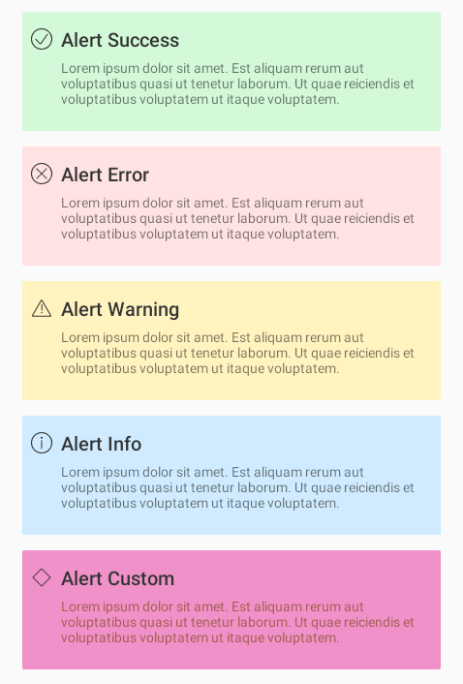 Alert Success
Lorem ipsum dolor sit amet. Est aliquam rerum aut
voluptatibus quasi ut tenetur laborum. Ut quae reiciendis et
voluptatibus voluptatem ut itaque voluptatem.
Alert Error
Lorem ipsum dolor sit amet. Est aliquam rerum aut
voluptatibus quasi ut tenetur laborum. Ut quae reiciendis et
voluptatibus voluptatem ut itaque voluptatem.
Alert Warning
Lorem ipsum dolor sit amet. Est aliquam rerum aut
voluptatibus quasi ut tenetur laborum. Ut quae reiciendis et
voluptatibus voluptatem ut itaque voluptatem.
Alert Info
Lorem ipsum dolor sit amet. Est aliquam rerum aut
voluptatibus quasi ut tenetur laborum. Ut quae reiciendis et
voluptatibus voluptatem ut itaque voluptatem.
Alert Custom
Lorem ipsum dolor sit amet. Est aliquam rerum aut
voluptatibus quasi ut tenetur laborum. Ut quae reiciendis et
voluptatibus voluptatem ut itaque voluptatem.